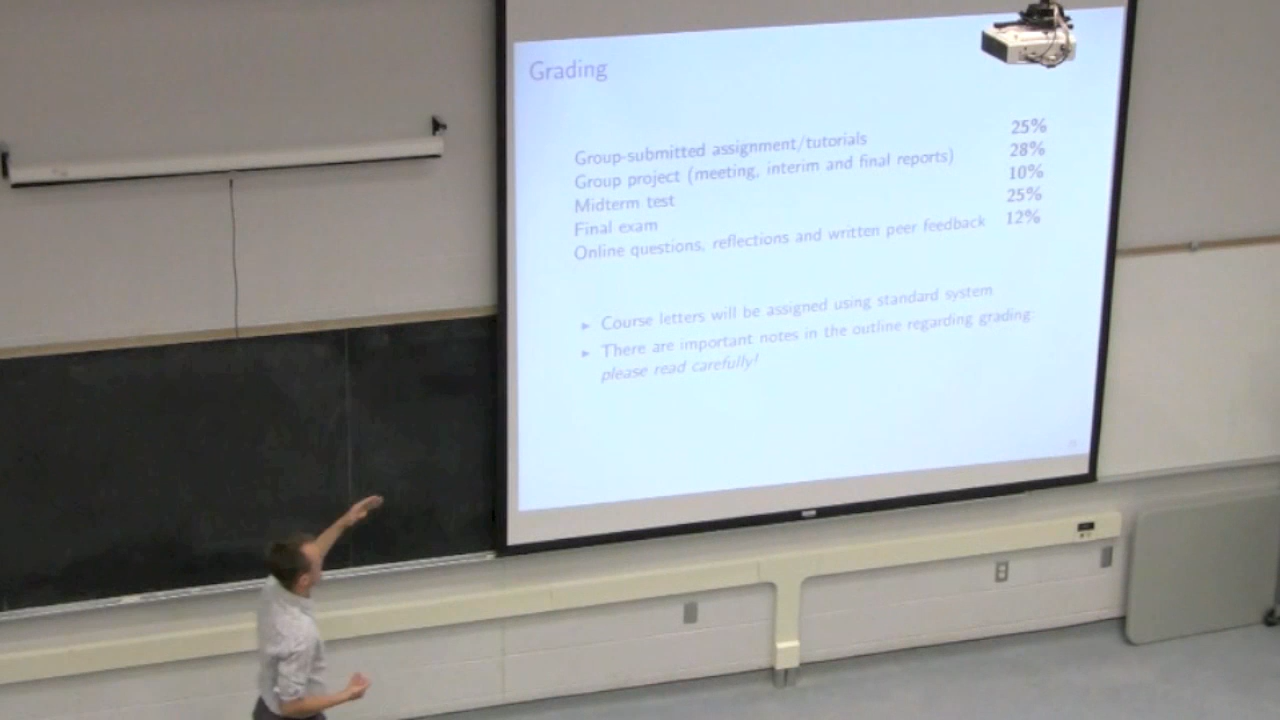 Grading
Group-submitted assignment/tutorials 25%
Group project (meeting, interim and final reports) 28%
Midterm test 10%
Final exam 25%
Online questions, reflections and written peer feedback 12%
▸ Course letters will be assigned using standard system
▸ There are important notes in the outline regarding grading:
please read carefully!